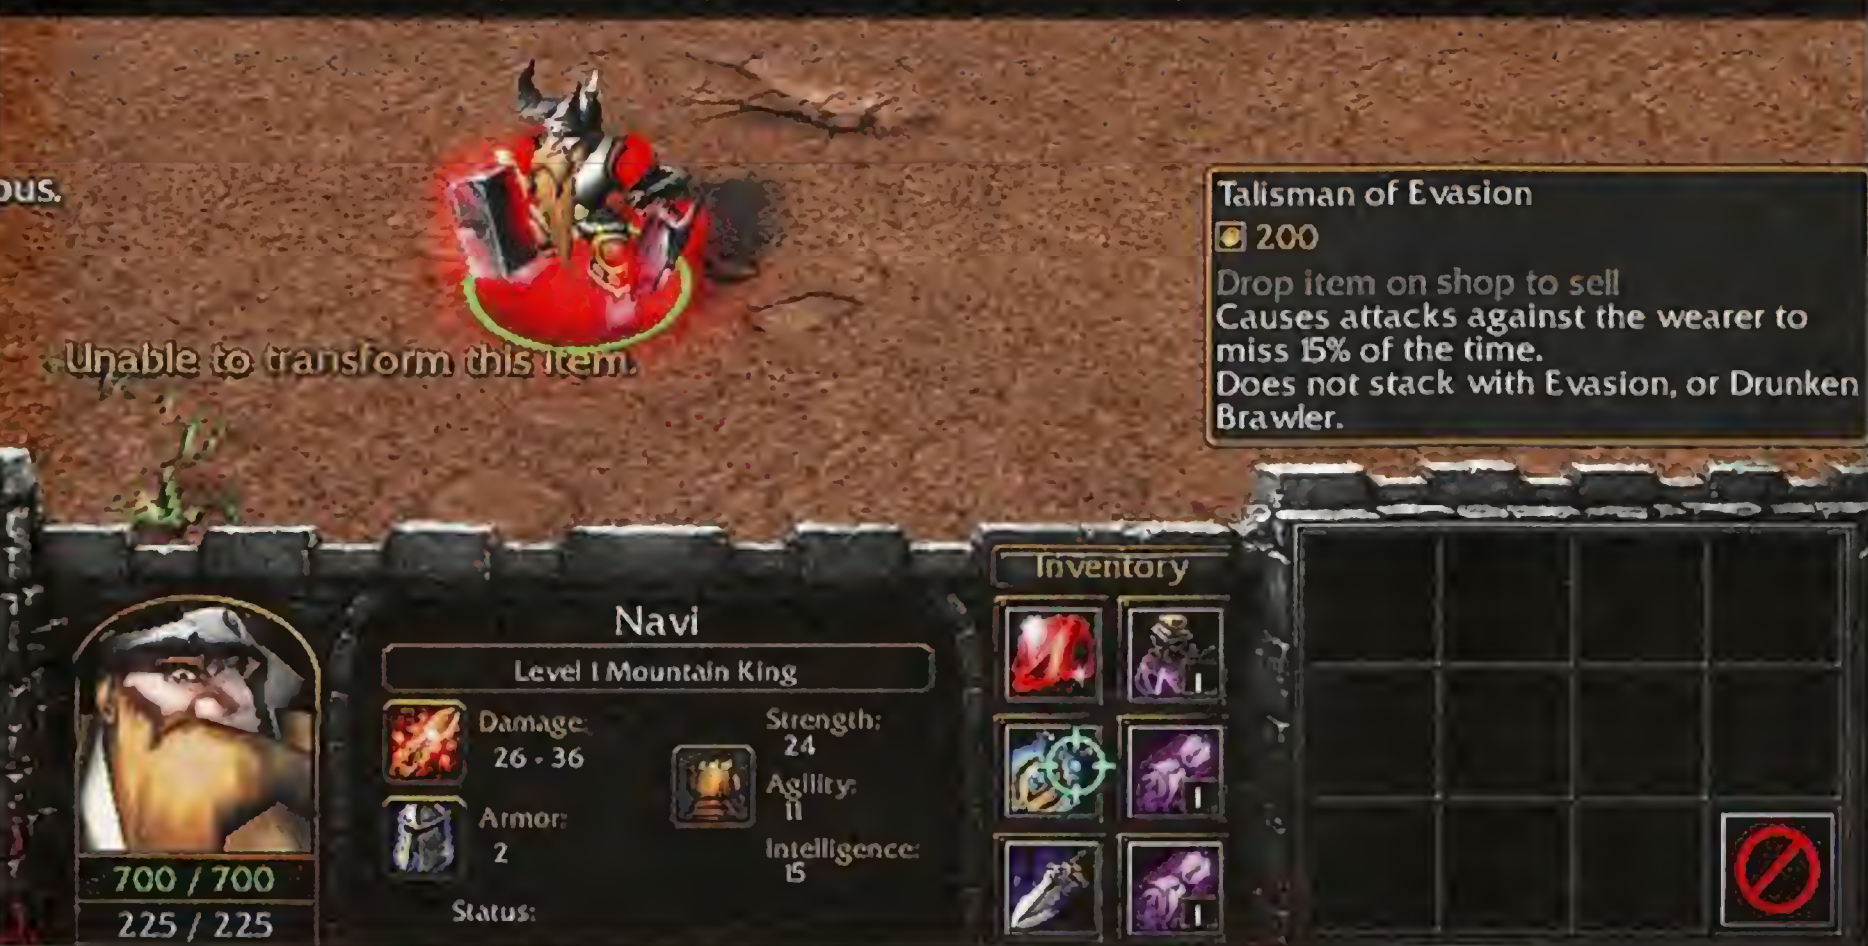 ous.
Talisman of Evasion
200
Drop item on shop to sell
Causes attacks against the wearer to
miss 15% of the time.
Does not stack with Evasion, or Drunken
Brawler.
Unable to transform this item.
Inventory
Navi
Level 1 Mountain King
Damage:
26 - 36
Armor:
2
Strength:
24
Agility:
11
Intelligence:
15
Status:
700 / 700
225 / 225
1
1
1